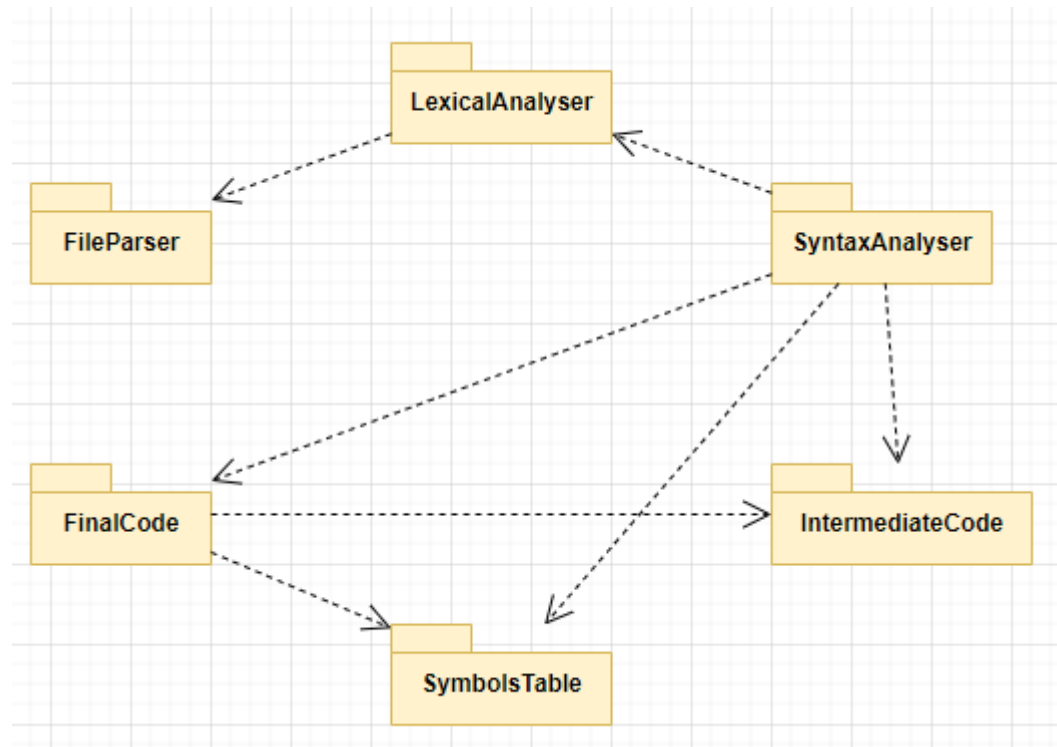 LexicalAnalyser
FileParser
SyntaxAnalyser
FinalCode
IntermediateCode
SymbolsTable